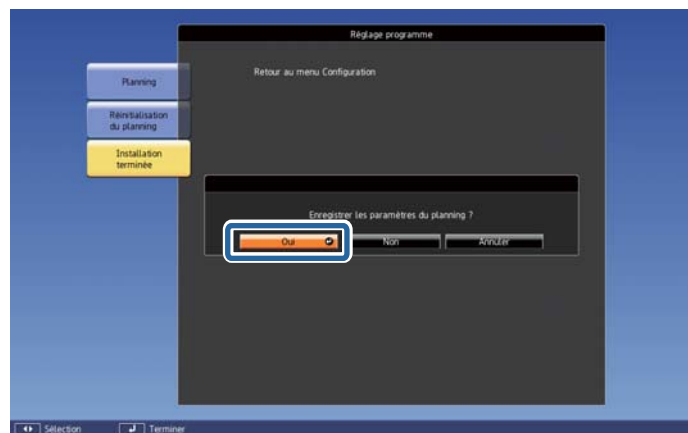 Réglage programme
Retour au menu Configuration
Planning
Réinitialisation
du planning
Installation
terminée
Enregistrer les paramètres du planning ?
Oui Non Annuler
Sélection Terminer